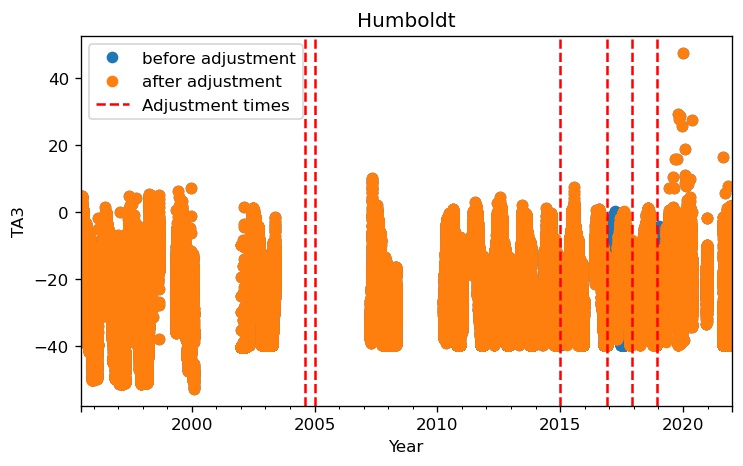 Humboldt
before adjustment
after adjustment
Adjustment times
TA3
40
20
0
−20
−40
2000
2005
2010
2015
2020
Year